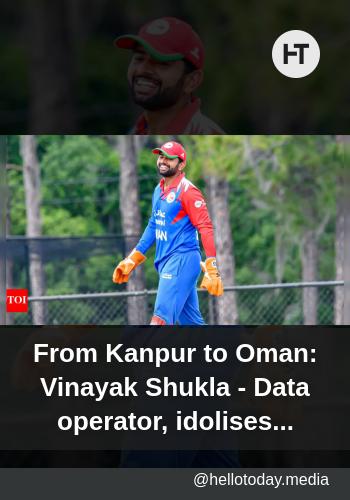 HT
TOI
From Kanpur to Oman:
Vinayak Shukla - Data
operator, idolises...
@hellotoday.media